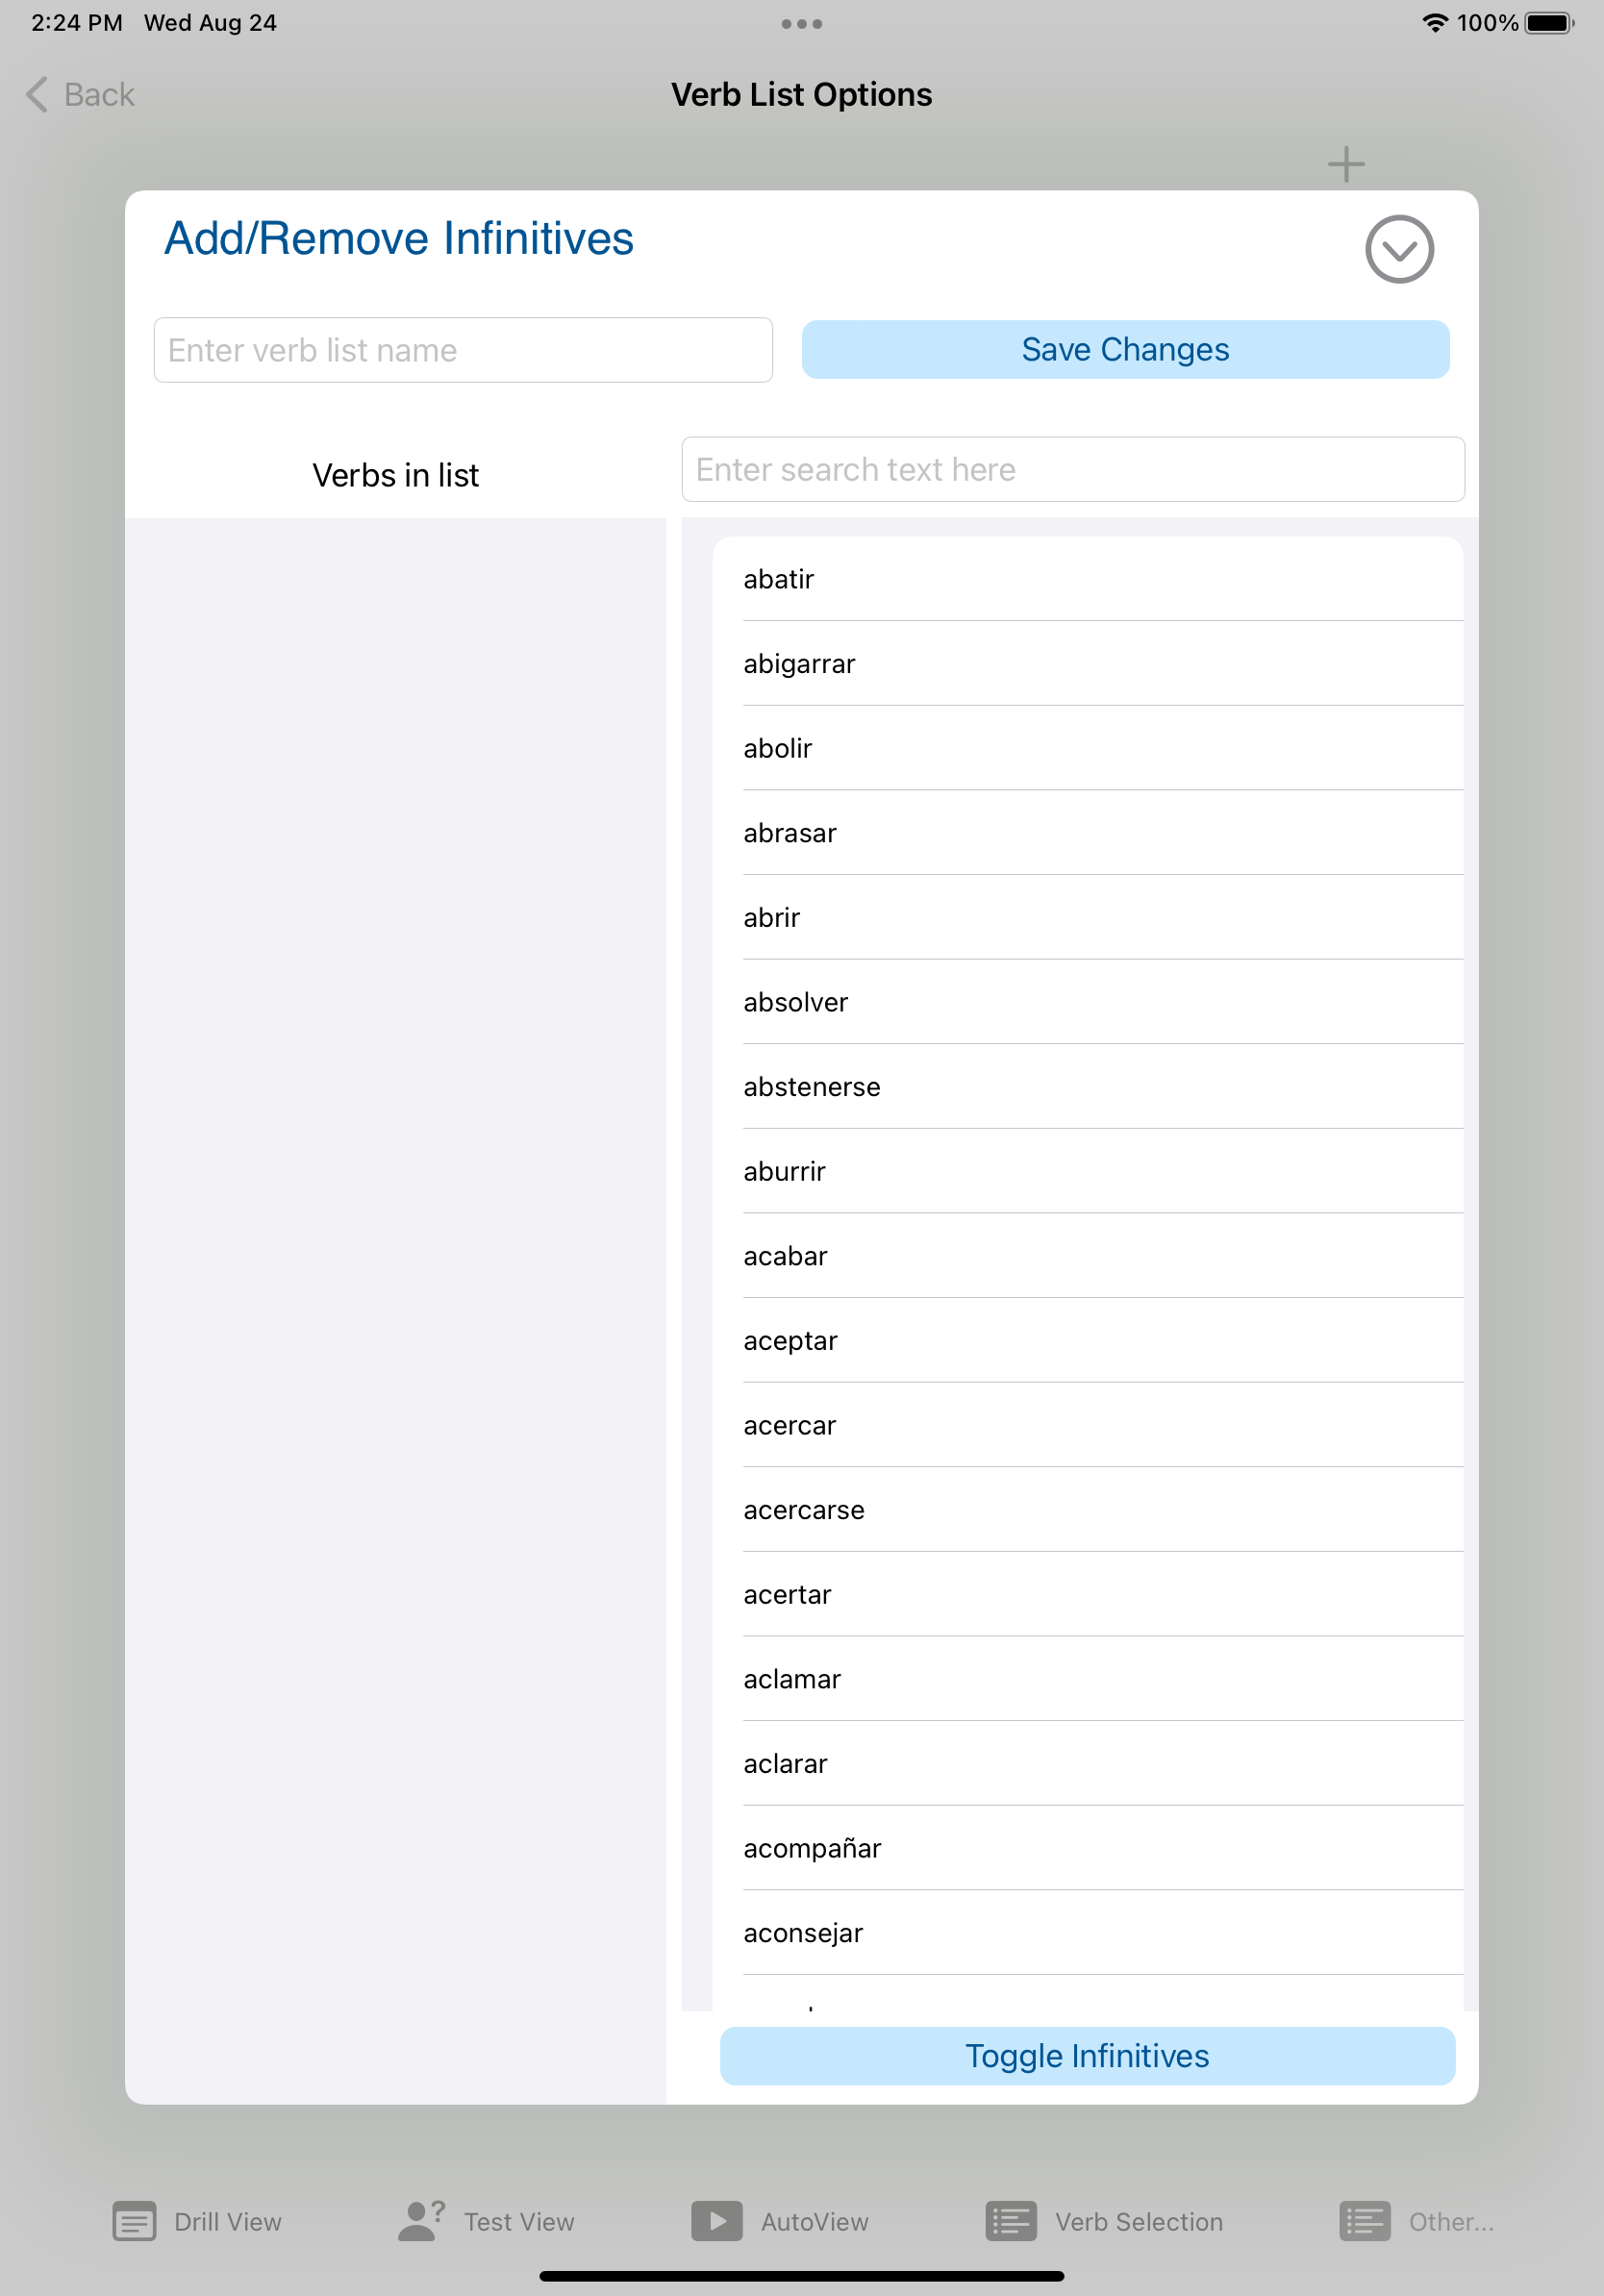 2:24 PM Wed Aug 24
100%
Back
Verb List Options
Add/Remove Infinitives
Enter verb list name
Save Changes
Verbs in list
Enter search text here
abatir
abigarrar
abolir
abrasar
abrir
absolver
abstenerse
aburrir
acabar
aceptar
acercar
acercarse
acertar
aclamar
aclarar
acompañar
aconsejar
Toggle Infinitives
Drill View
Test View
AutoView
Verb Selection
Other...